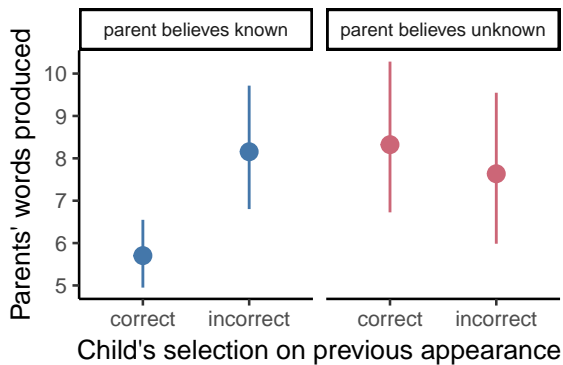 parent believes known
parent believes unknown
Parents' words produced
10
9
8
7
6
5
correct
incorrect
correct
incorrect
Child's selection on previous appearance